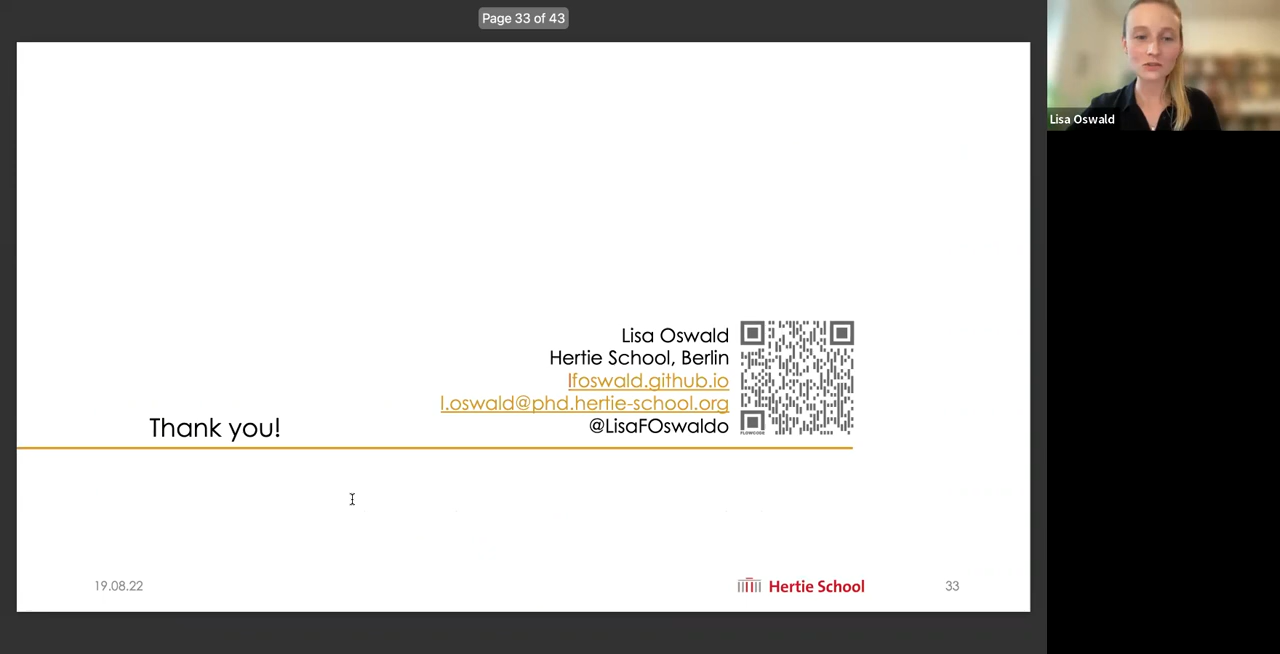 Page 33 of 43
Lisa Oswald
Lisa Oswald
Hertie School, Berlin
lfoswald.github.io
l.oswald@phd.hertie-school.org
@LisaFOswaldo
FLOWCODE
Thank you!
19.08.22
Hertie School
33